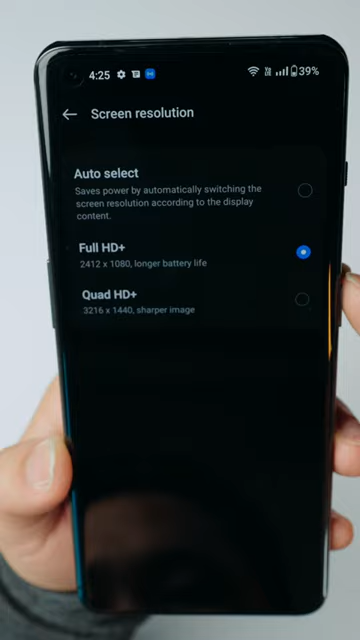 4:25 39%
Screen resolution
Auto select
Saves power by automatically switching the
screen resolution according to the display
content.
Full HD+
2412 x 1080, longer battery life
Quad HD+
3216 x 1440, sharper image